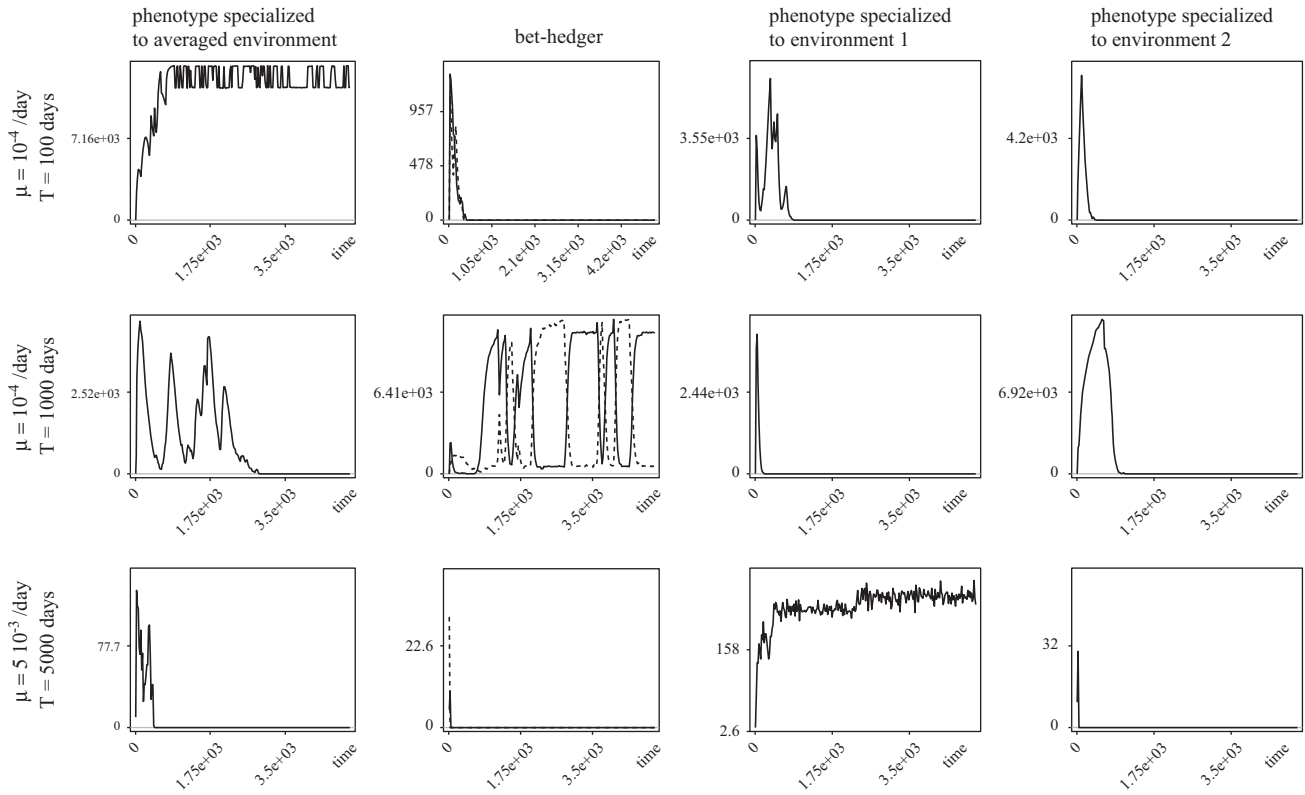 phenotype specialized
to averaged environment
bet-hedger
phenotype specialized
to environment 1
phenotype specialized
to environment 2
μ = 10⁻⁴ /day
T = 100 days
7.16e+03
0
0
1.75e+03
3.5e+03
time
957
478
0
0
1.05e+03
2.1e+03
3.15e+03
4.2e+03
time
3.55e+03
0
0
1.75e+03
3.5e+03
time
4.2e+03
0
0
1.75e+03
3.5e+03
time
μ = 10⁻⁴ /day
T = 1000 days
2.52e+03
0
0
1.75e+03
3.5e+03
time
6.41e+03
0
0
1.75e+03
3.5e+03
time
2.44e+03
0
0
1.75e+03
3.5e+03
time
6.92e+03
0
0
1.75e+03
3.5e+03
time
μ = 5 10⁻³ /day
T = 5000 days
77.7
0
0
1.75e+03
3.5e+03
time
22.6
0
0
1.75e+03
3.5e+03
time
158
2.6
0
1.75e+03
3.5e+03
time
32
0
0
1.75e+03
3.5e+03
time